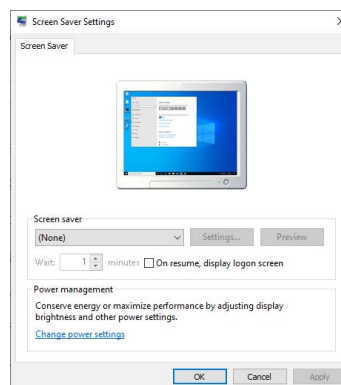 Screen Saver Settings
Screen Saver
Screen saver
(None)
Settings...
Preview
Wait: 1 minutes On resume, display logon screen
Power management
Conserve energy or maximize performance by adjusting display
brightness and other power settings.
Change power settings
OK
Cancel
Apply